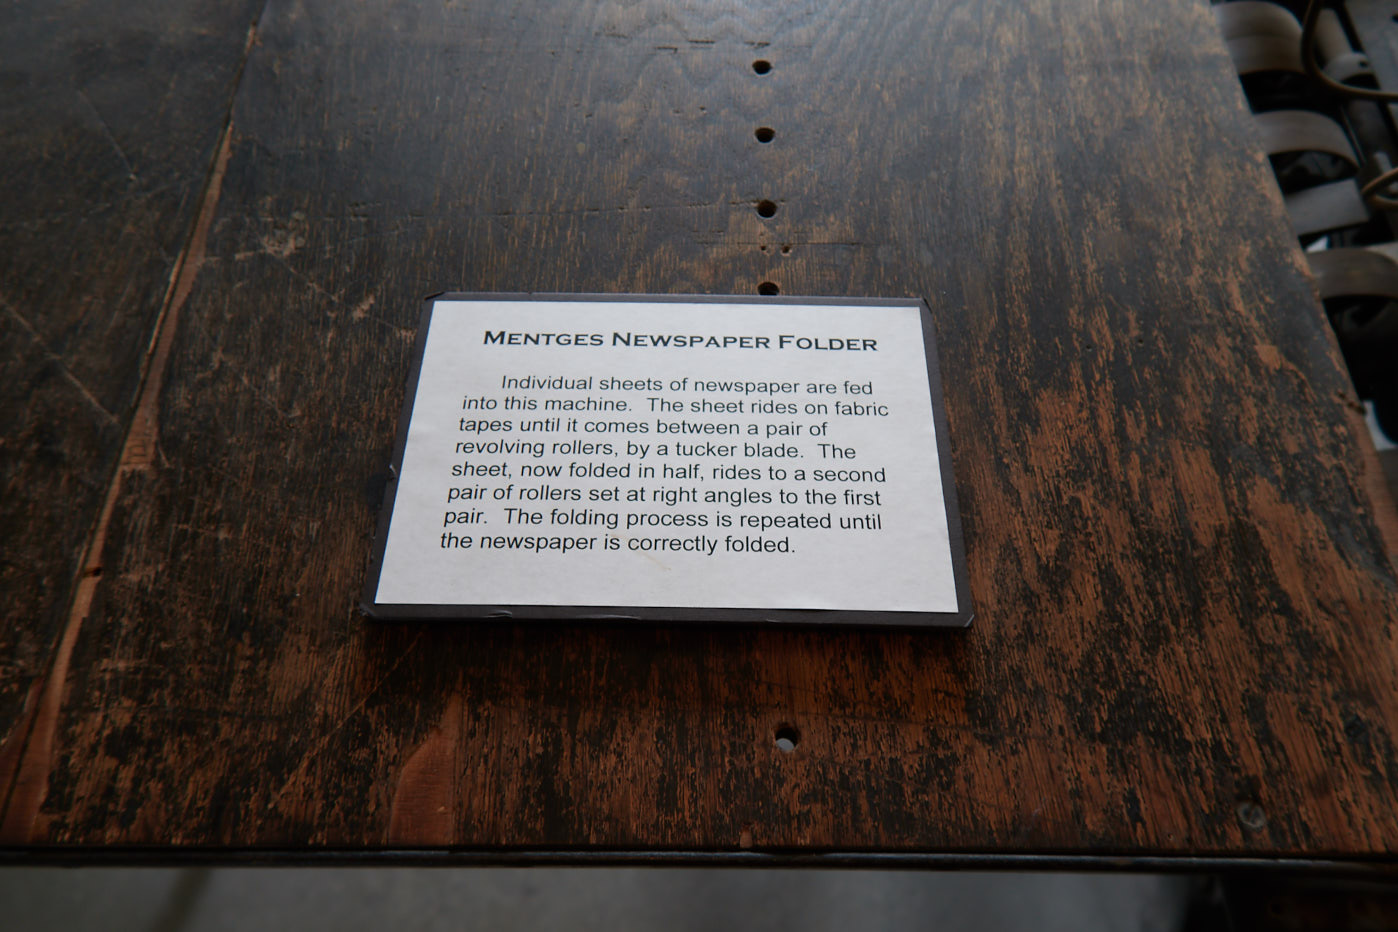 MENTGES NEWSPAPER FOLDER
Individual sheets of newspaper are fed
into this machine. The sheet rides on fabric
tapes until it comes between a pair of
revolving rollers, by a tucker blade. The
sheet, now folded in half, rides to a second
pair of rollers set at right angles to the first
pair. The folding process is repeated until
the newspaper is correctly folded.